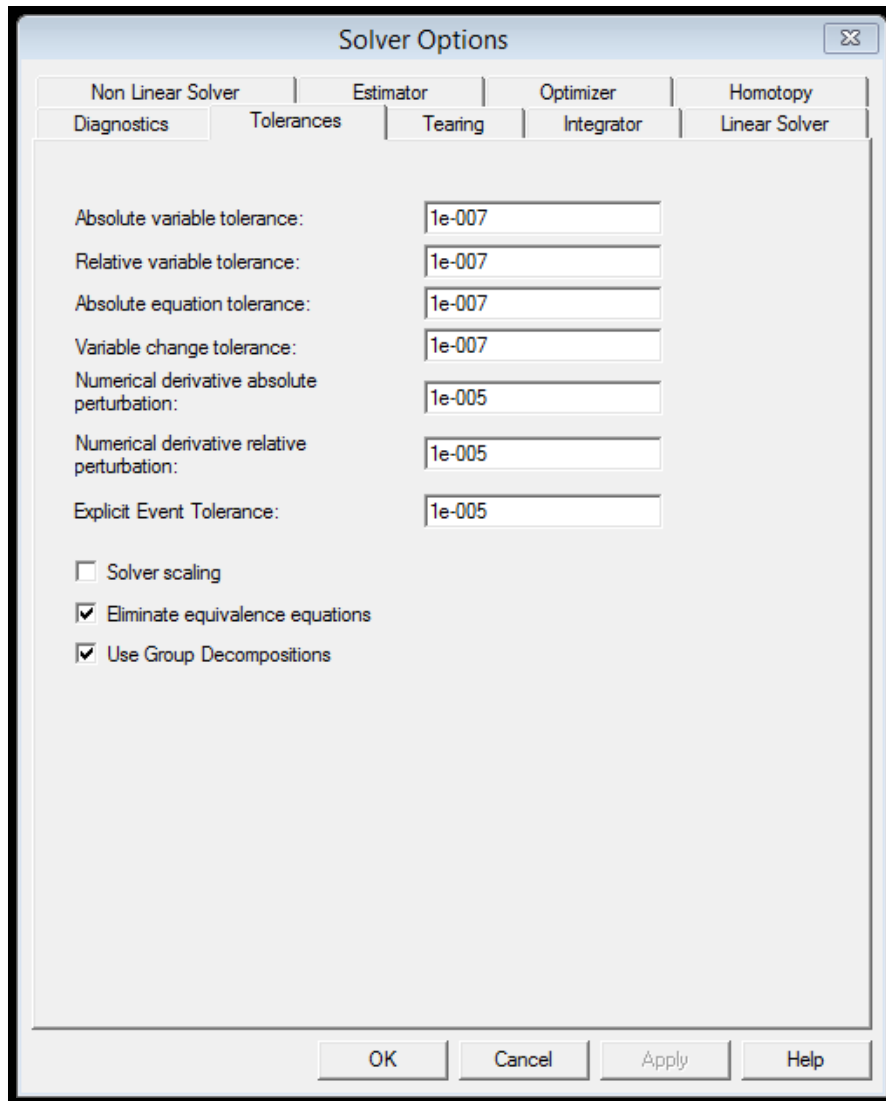 Solver Options
Non Linear Solver
Estimator
Optimizer
Homotopy
Diagnostics
Tolerances
Tearing
Integrator
Linear Solver
Absolute variable tolerance:
1e-007
Relative variable tolerance:
1e-007
Absolute equation tolerance:
1e-007
Variable change tolerance:
1e-007
Numerical derivative absolute
perturbation:
1e-005
Numerical derivative relative
perturbation:
1e-005
Explicit Event Tolerance:
1e-005
Solver scaling
Eliminate equivalence equations
Use Group Decompositions
OK
Cancel
Apply
Help